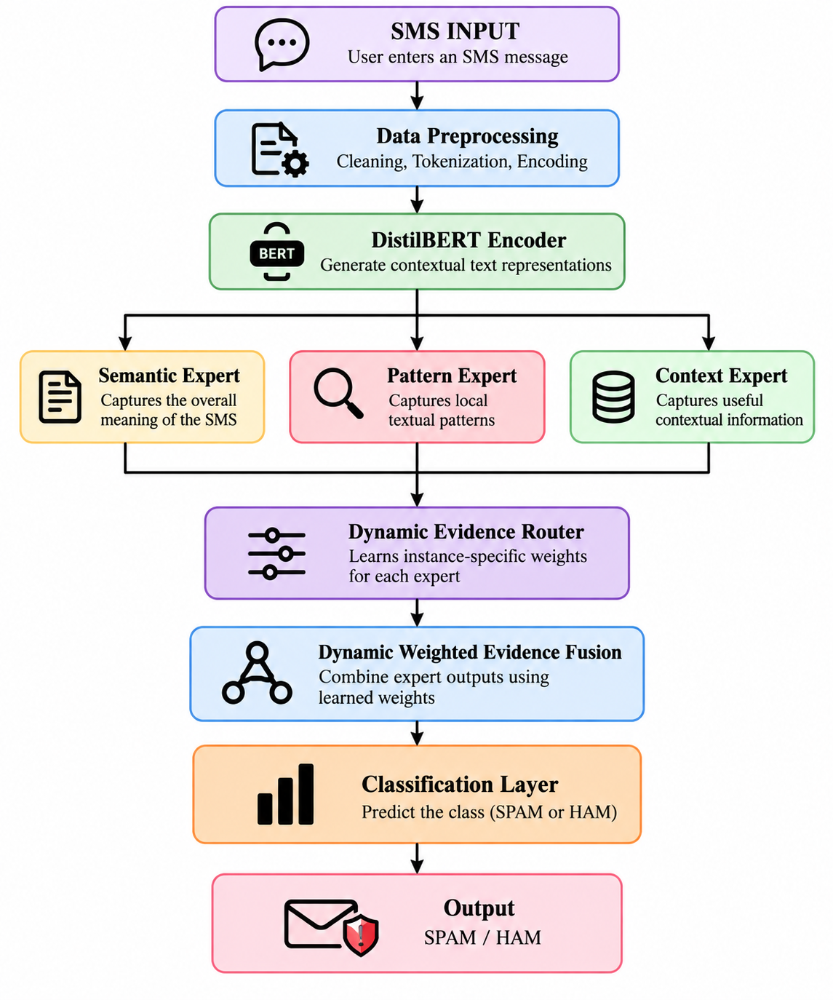 SMS INPUT
User enters an SMS message
Data Preprocessing
Cleaning, Tokenization, Encoding
BERT
DistilBERT Encoder
Generate contextual text representations
Semantic Expert
Captures the overall
meaning of the SMS
Pattern Expert
Captures local
textual patterns
Context Expert
Captures useful
contextual information
Dynamic Evidence Router
Learns instance-specific weights
for each expert
Dynamic Weighted Evidence Fusion
Combine expert outputs using
learned weights
Classification Layer
Predict the class (SPAM or HAM)
Output
SPAM / HAM